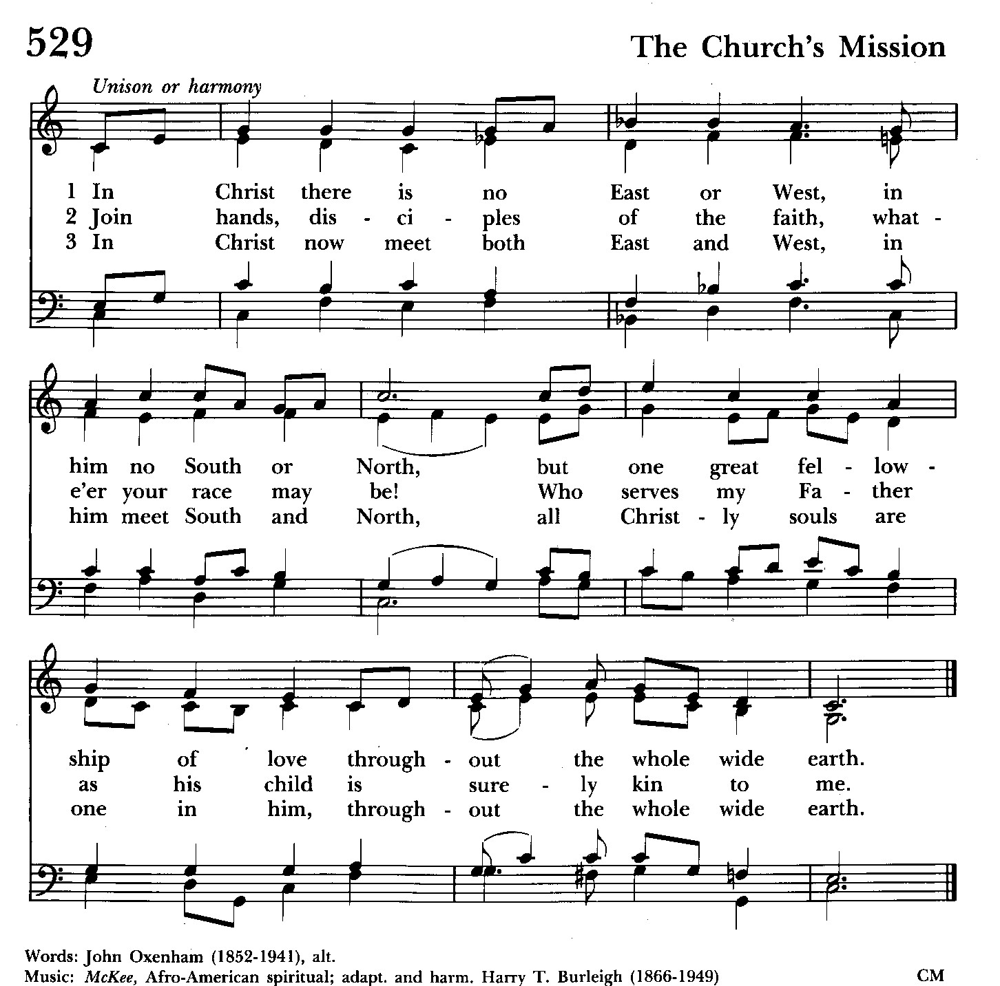 529 The Church's Mission
Unison or harmony
1 In Christ there is no East or West, in
2 Join hands, dis - ci - ples of the faith, what -
3 In Christ now meet both East and West, in
him no South or North, but one great fel - low -
e'er your race may be! Who serves my Fa - ther
him meet South and North, all Christ - ly souls are
ship of love through - out the whole wide earth.
as his child is sure - ly kin to me.
one in him, through - out the whole wide earth.
Words: John Oxenham (1852-1941), alt.
Music: McKee, Afro-American spiritual; adapt. and harm. Harry T. Burleigh (1866-1949) CM